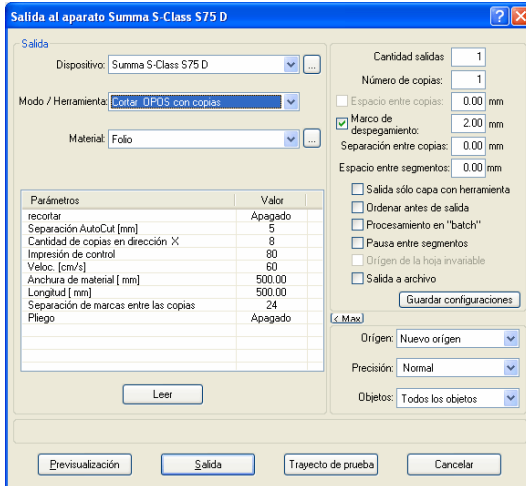 Salida al aparato Summa S-Class S75 D
Salida
Dispositivo: Summa S-Class S75 D ...
Modo / Herramienta: Cortar OPOS con copias
Material: Folio ...
Parámetros Valor
recortar Apagado
Separación AutoCut [mm] 5
Cantidad de copias en dirección X 8
Impresión de control 80
Veloc. [cm/s] 60
Anchura de material [ mm] 500.00
Longitud [ mm] 500.00
Separación de marcas entre las copias 24
Pliego Apagado
Leer
Cantidad salidas 1
Número de copias: 1
Espacio entre copias: 0.00 mm
Marco de
despegamiento: 2.00 mm
Separación entre copias: 0.00 mm
Espacio entre segmentos: 0.00 mm
Salida sólo capa con herramienta
Ordenar antes de salida
Procesamiento en "batch"
Pausa entre segmentos
Orígen de la hoja invariable
Salida a archivo
Guardar configuraciones
< Max
Orígen: Nuevo orígen
Precisión: Normal
Objetos: Todos los objetos
Previsualización Salida Trayecto de prueba Cancelar